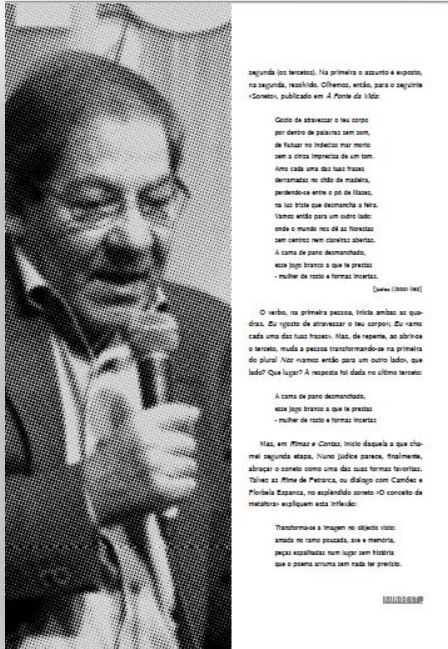 segunda (os tercetos). Na primeira o assunto é exposto,
na segunda, resolvido. Olhemos, então, para o seguinte
«Soneto», publicado em A Fonte da Vida:
Gosto de atravessar o teu corpo
por dentro de palavras sem som,
de flutuar no indeciso mar morto
sem a cinza imprecisa de um tom.
Amo cada uma das tuas frases
derramadas no chão de madeira,
perdendo-se entre o pó de lilases,
na luz triste que desmancha a feira.
Vamos então para um outro lado:
onde o mundo nos dê as florestas
sem centros nem clareiras abertas.
A cama de pano desmanchado,
esse jogo branco a que te prestas
- mulher de rosto e formas incertas.
O verbo, na primeira pessoa, inicia ambas as qua-
dras. Eu «gosto de atravessar o teu corpo»; Eu «amo
cada uma das tuas frases». Mas, de repente, ao abrir-se
o terceto, muda a pessoa transformando-se na primeira
do plural Nós «vamos então para um outro lado», que
lado? Que lugar? A resposta foi dada no último terceto:
A cama de pano desmanchado,
esse jogo branco a que te prestas
- mulher de rosto e formas incertas
Mas, em Rimas e Contas, início daquela a que cha-
mei segunda etapa, Nuno Júdice parece, finalmente,
abraçar o soneto como uma das suas formas favoritas.
Talvez as Rime de Petrarca, ou diálogo com Camões e
Florbela Espanca, no esplêndido soneto «O conceito de
metáfora» expliquem esta inflexão:
Transforma-se a imagem no objecto visto:
amada no ramo pousada, ave e memória,
peças espalhadas num lugar sem história
que o poema arruma sem nada ter previsto.